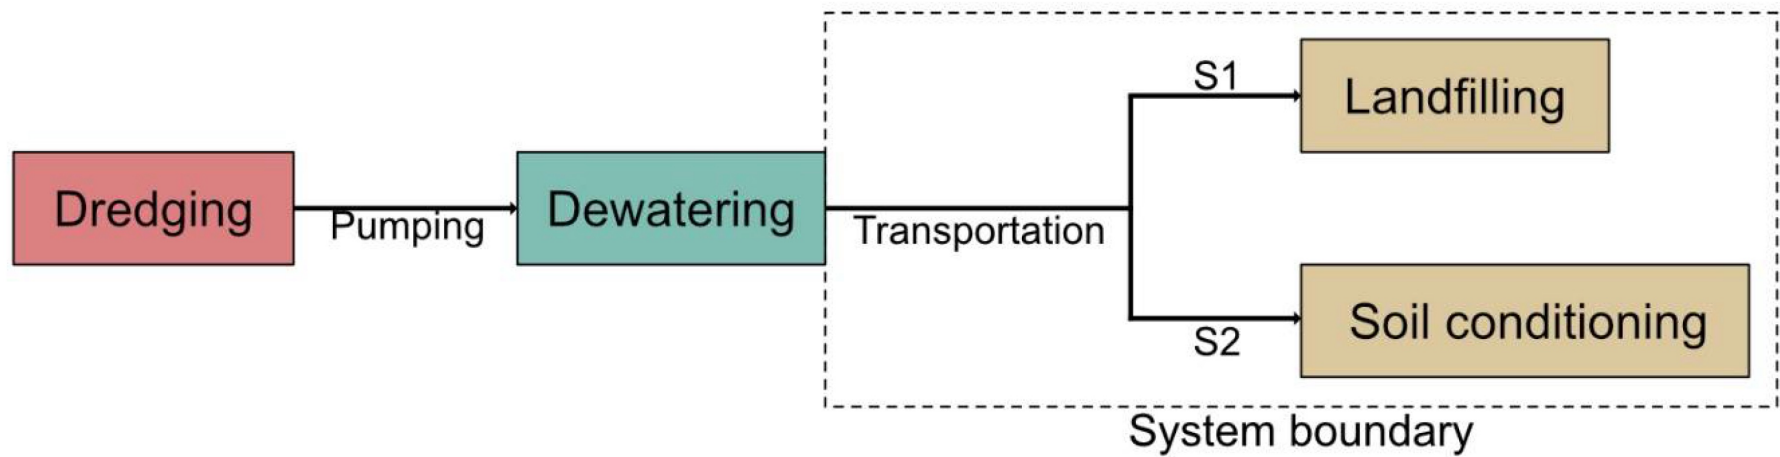 Dredging
Pumping
Dewatering
Transportation
S1
Landfilling
S2
Soil conditioning
System boundary